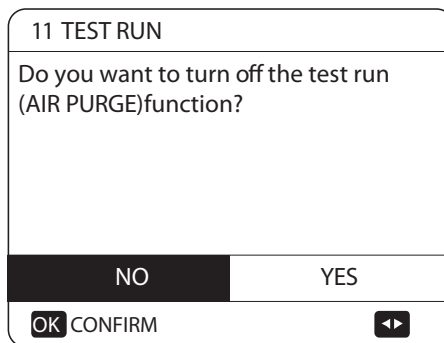 11 TEST RUN
Do you want to turn off the test run
(AIR PURGE)function?
NO YES
OK CONFIRM